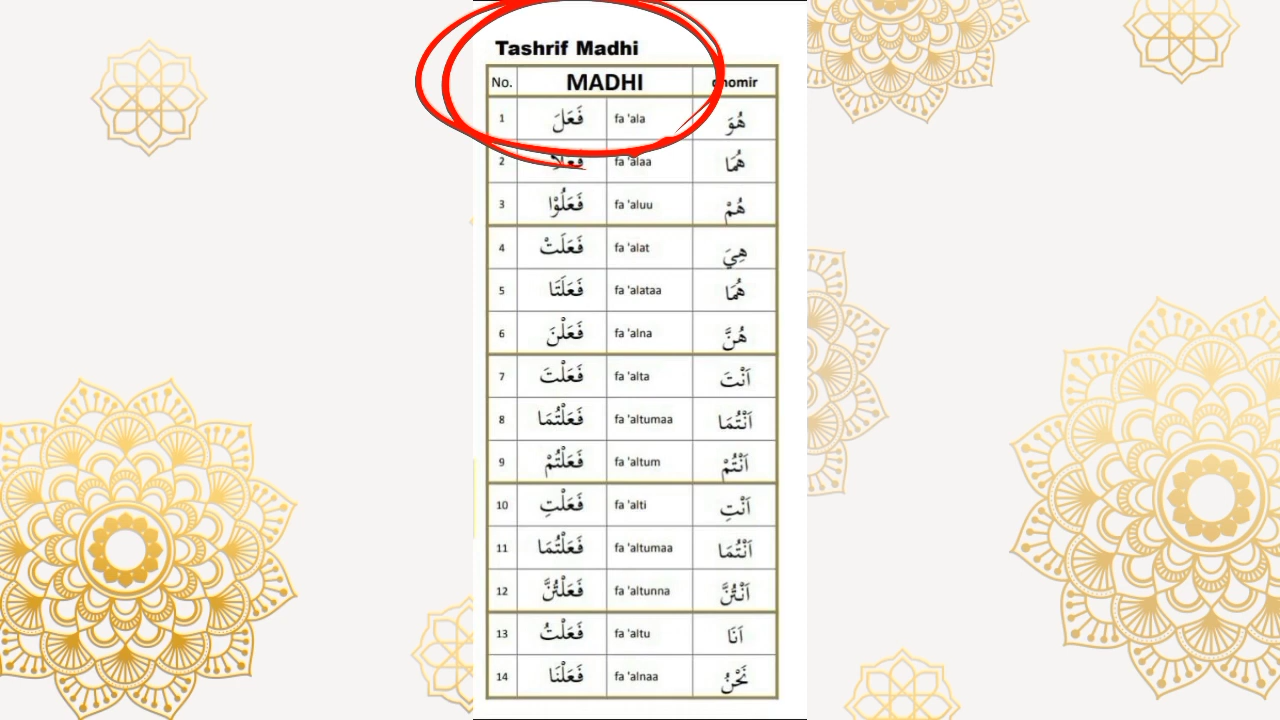 Tashrif Madhi
No. MADHI dhomir
1 فَعَلَ fa 'ala هُوَ
2 فَعَلَا fa 'alaa هُمَا
3 فَعَلُوْا fa 'aluu هُمْ
4 فَعَلَتْ fa 'alat هِيَ
5 فَعَلَتَا fa 'alataa هُمَا
6 فَعَلْنَ fa 'alna هُنَّ
7 فَعَلْتَ fa 'alta اَنْتَ
8 فَعَلْتُمَا fa 'altumaa اَنْتُمَا
9 فَعَلْتُمْ fa 'altum اَنْتُمْ
10 فَعَلْتِ fa 'alti اَنْتِ
11 فَعَلْتُمَا fa 'altumaa اَنْتُمَا
12 فَعَلْتُنَّ fa 'altunna اَنْتُنَّ
13 فَعَلْتُ fa 'altu اَنَا
14 فَعَلْنَا fa 'alnaa نَحْنُ